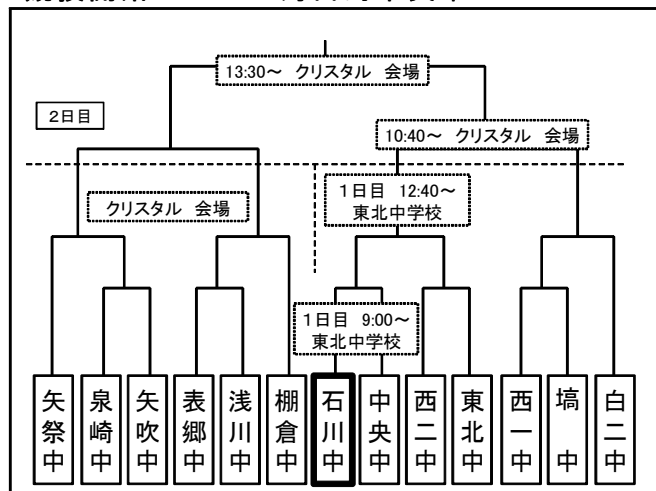 13:30～ クリスタル 会場
2日目
10:40～ クリスタル 会場
クリスタル 会場
1日目 12:40～
東北中学校
1日目 9:00～
東北中学校
矢祭中
泉崎中
矢吹中
表郷中
浅川中
棚倉中
石川中
中央中
西二中
東北中
西一中
塙 中
白二中